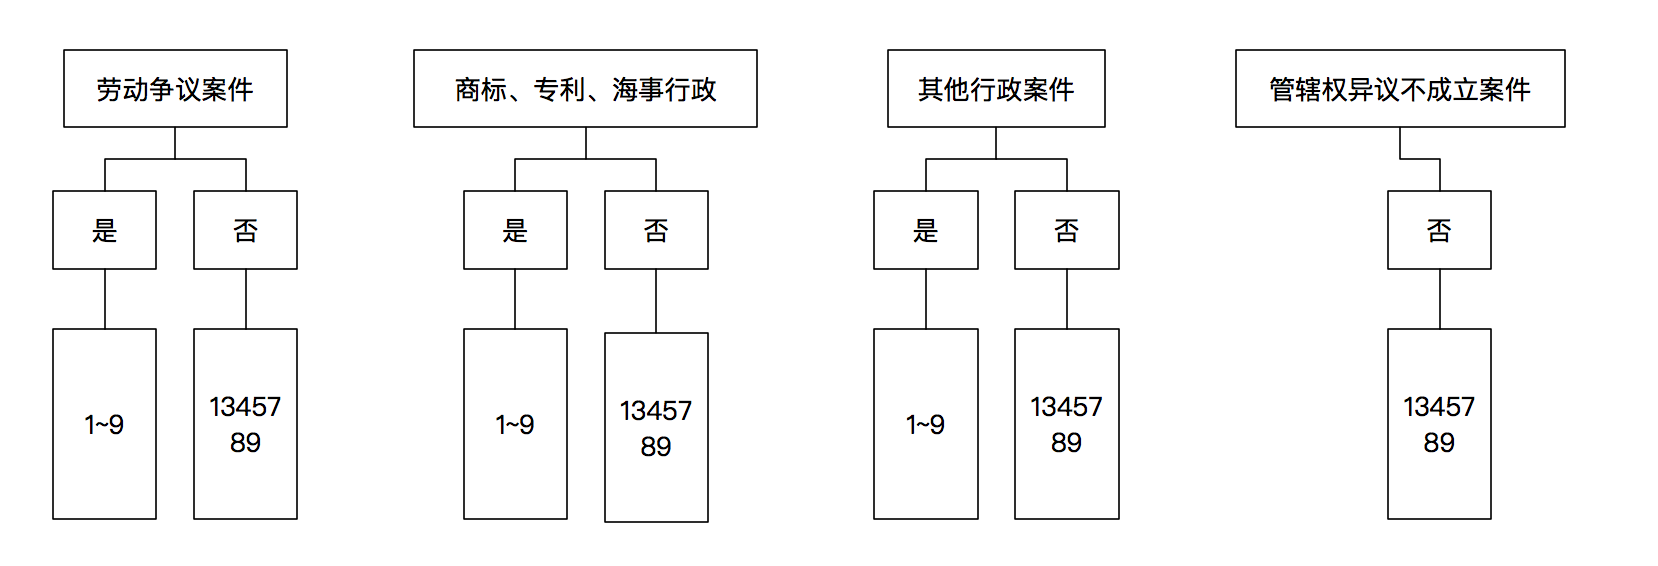 劳动争议案件
商标、专利、海事行政
其他行政案件
管辖权异议不成立案件
是
否
是
否
是
否
否
1~9
13457
89
1~9
13457
89
1~9
13457
89
13457
89